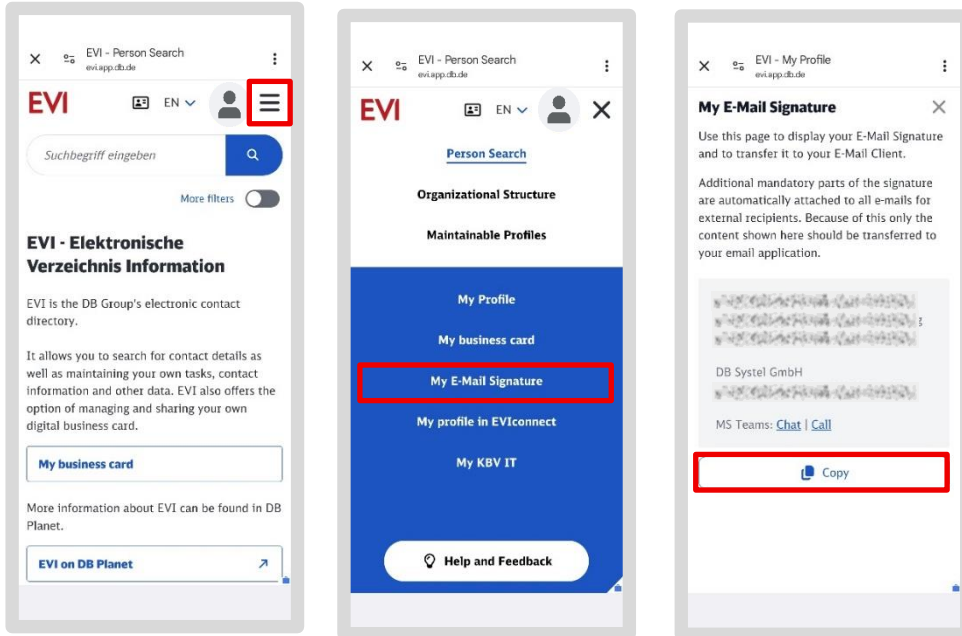 EVI - Person Search
evi.app.db.de
EVI
EN
Suchbegriff eingeben
More filters
EVI - Elektronische
Verzeichnis Information
EVI is the DB Group's electronic contact
directory.
It allows you to search for contact details as
well as maintaining your own tasks, contact
information and other data. EVI also offers the
option of managing and sharing your own
digital business card.
My business card
More information about EVI can be found in DB
Planet.
EVI on DB Planet
EVI - Person Search
evi.app.db.de
EVI
EN
Person Search
Organizational Structure
Maintainable Profiles
My Profile
My business card
My E-Mail Signature
My profile in EVIconnect
My KBV IT
Help and Feedback
EVI - My Profile
evi.app.db.de
My E-Mail Signature
Use this page to display your E-Mail Signature
and to transfer it to your E-Mail Client.
Additional mandatory parts of the signature
are automatically attached to all e-mails for
external recipients. Because of this only the
content shown here should be transferred to
your email application.
DB Systel GmbH
MS Teams: Chat | Call
Copy